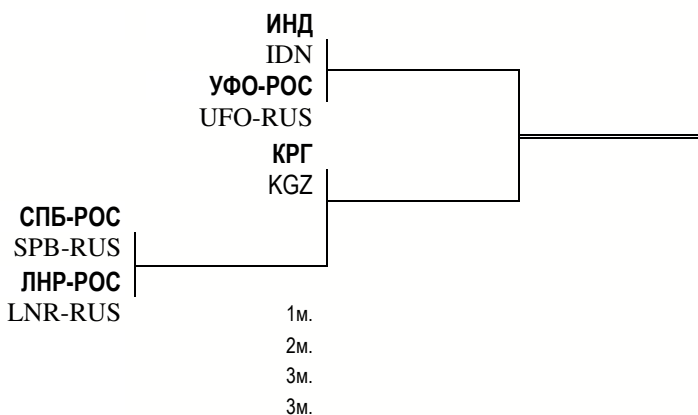 ИНД
IDN
УФО-РОС
UFO-RUS
КРГ
KGZ
СПБ-РОС
SPB-RUS
ЛНР-РОС
LNR-RUS
1м.
2м.
3м.
3м.